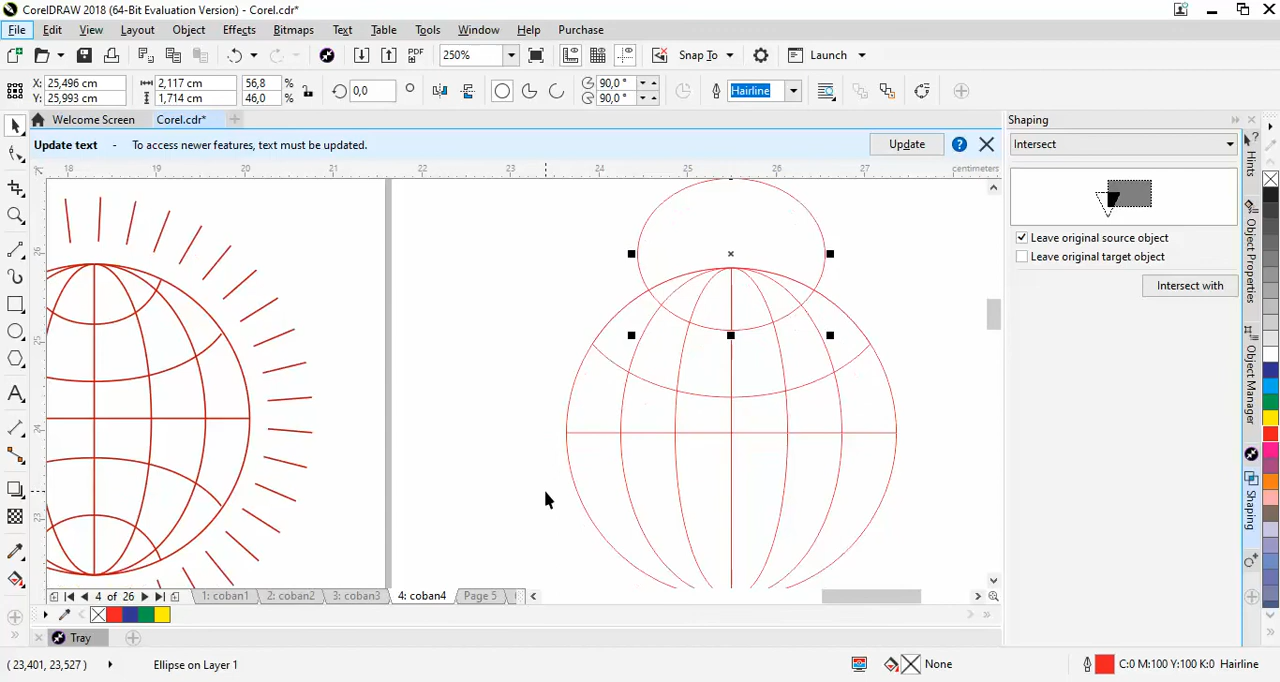 CorelDRAW 2018 (64-Bit Evaluation Version) - Corel.cdr*
File Edit View Layout Object Effects Bitmaps Text Table Tools Window Help Purchase
250% PDF Snap To Launch
X: 25,496 cm 2,117 cm 56,8 % 0,0 ° 90,0 ° Hairline
Y: 25,993 cm 1,714 cm 46,0 % 90,0 °
Welcome Screen Corel.cdr*
Update text - To access newer features, text must be updated. Update
18 19 20 21 22 23 24 25 26 27 centimeters
26
25
24
23
Shaping
Intersect
Leave original source object
Leave original target object
Intersect with
Hints
Object Properties
Object Manager
Shaping
4 of 26 1: coban1 2: coban2 3: coban3 4: coban4 Page 5
Tray
( 23,401, 23,527 ) Ellipse on Layer 1 None C:0 M:100 Y:100 K:0 Hairline